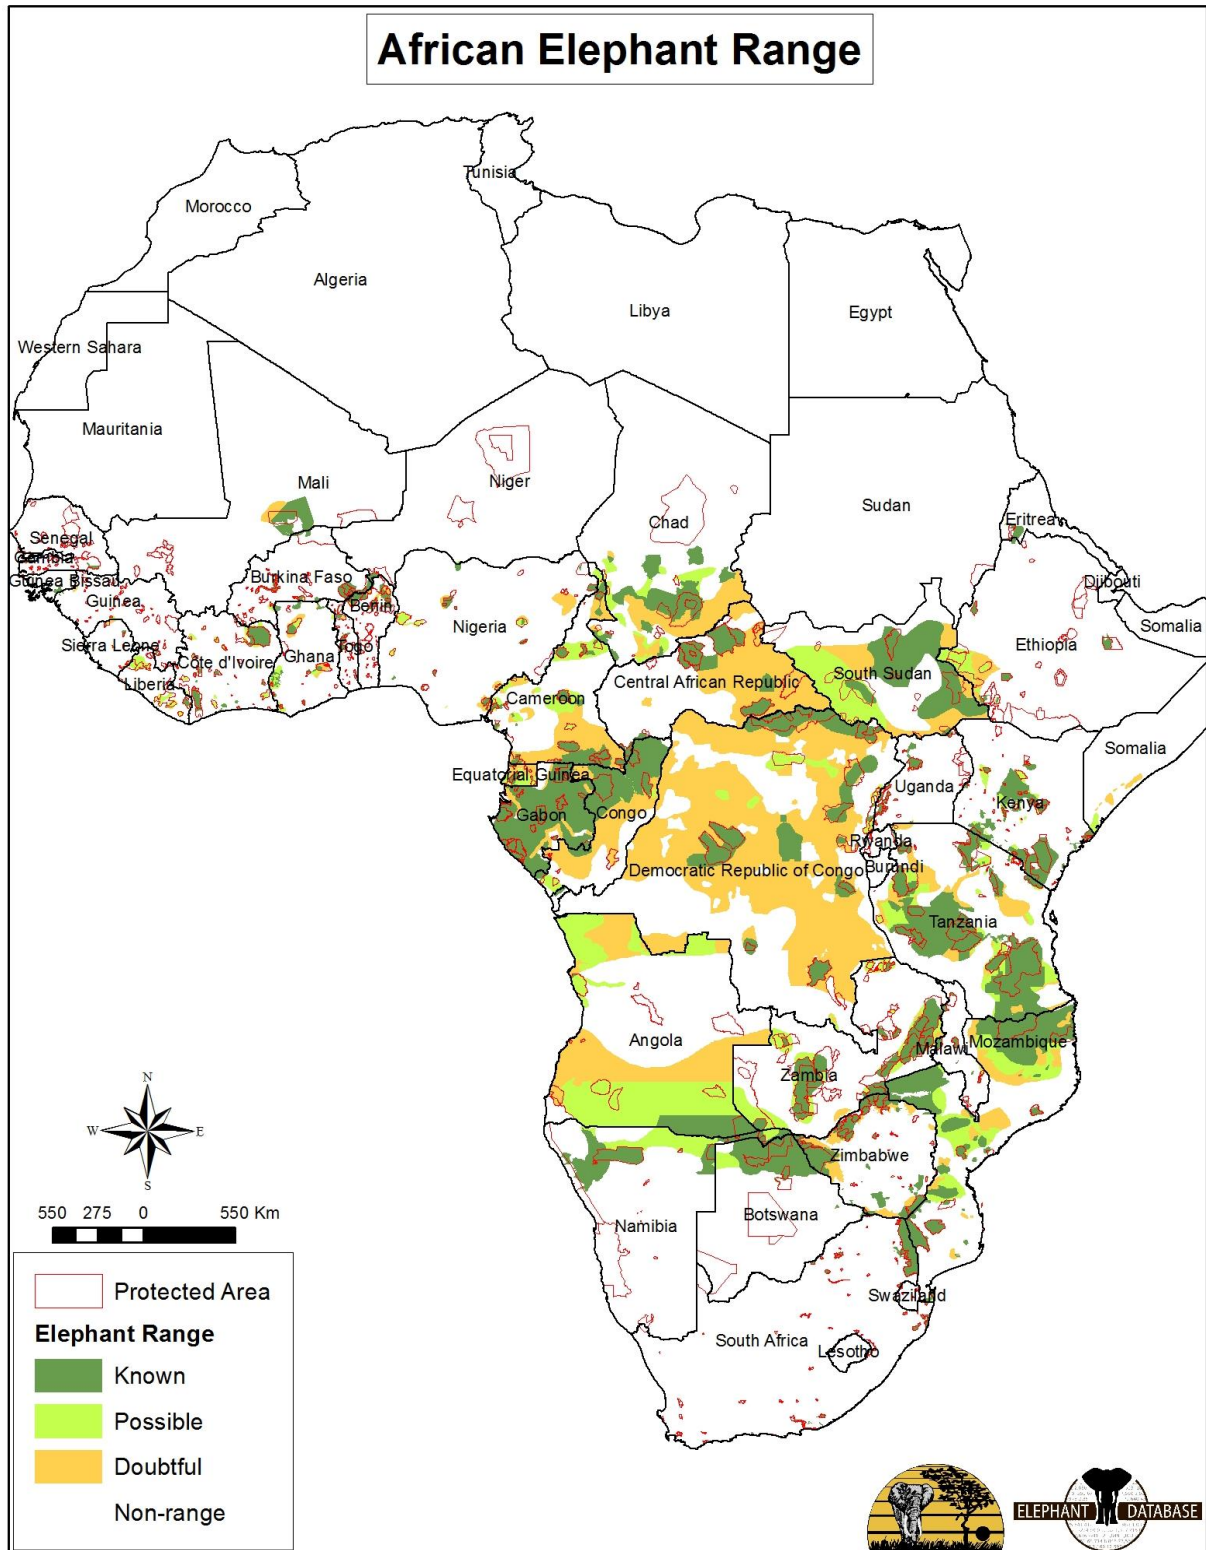 African Elephant Range
Tunisia
Morocco
Algeria
Libya
Egypt
Western Sahara
Mauritania
Mali
Niger
Chad
Sudan
Eritrea
Senegal
Gambia
Guinea Bissau
Guinea
Burkina Faso
Benin
Djibouti
Somalia
Ethiopia
Nigeria
Sierra Leone
Côte d'Ivoire
Ghana
Togo
Liberia
Central African Republic
South Sudan
Cameroon
Somalia
Equatorial Guinea
Uganda
Kenya
Gabon
Congo
Rwanda
Democratic Republic of Congo
Burundi
Tanzania
Angola
Malawi
Mozambique
Zambia
N
W
E
S
Zimbabwe
Namibia
Botswana
550 275 0 550 Km
Swaziland
South Africa
Lesotho
Protected Area
Elephant Range
Known
Possible
Doubtful
Non-range
ELEPHANT DATABASE